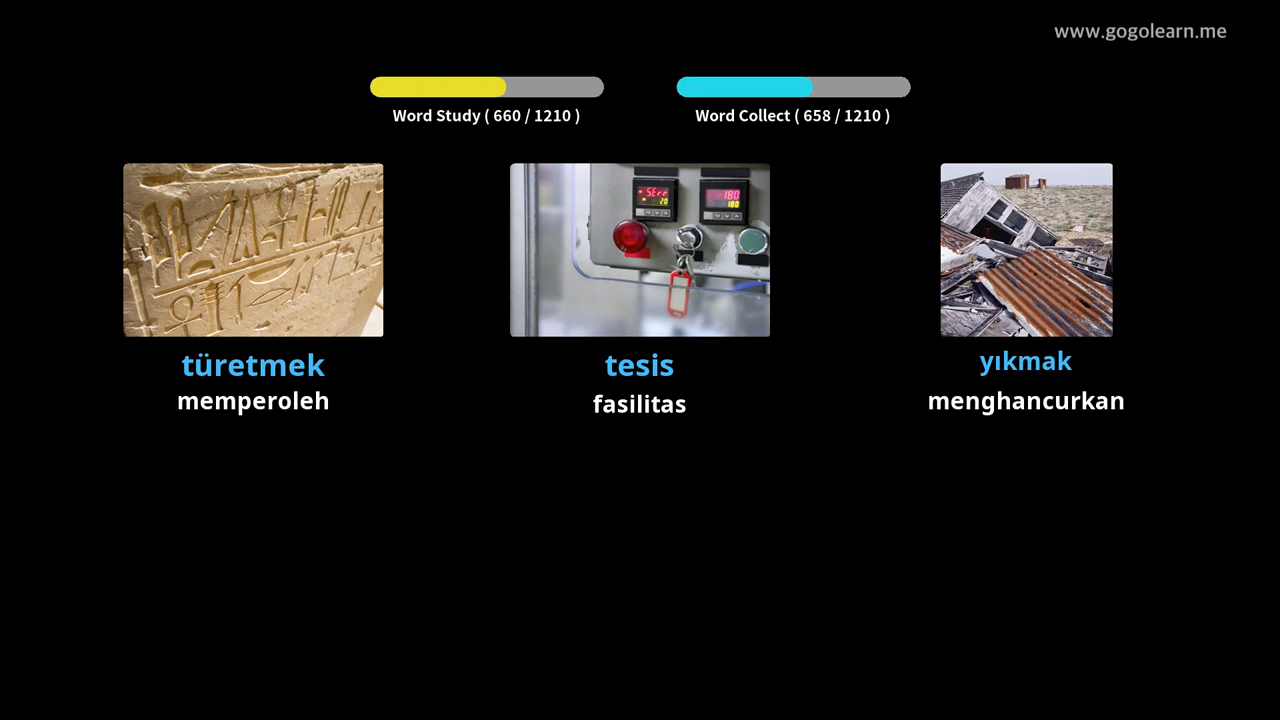 www.gogolearn.me
Word Study ( 660 / 1210 )
Word Collect ( 658 / 1210 )
türetmek
memperoleh
tesis
fasilitas
yıkmak
menghancurkan